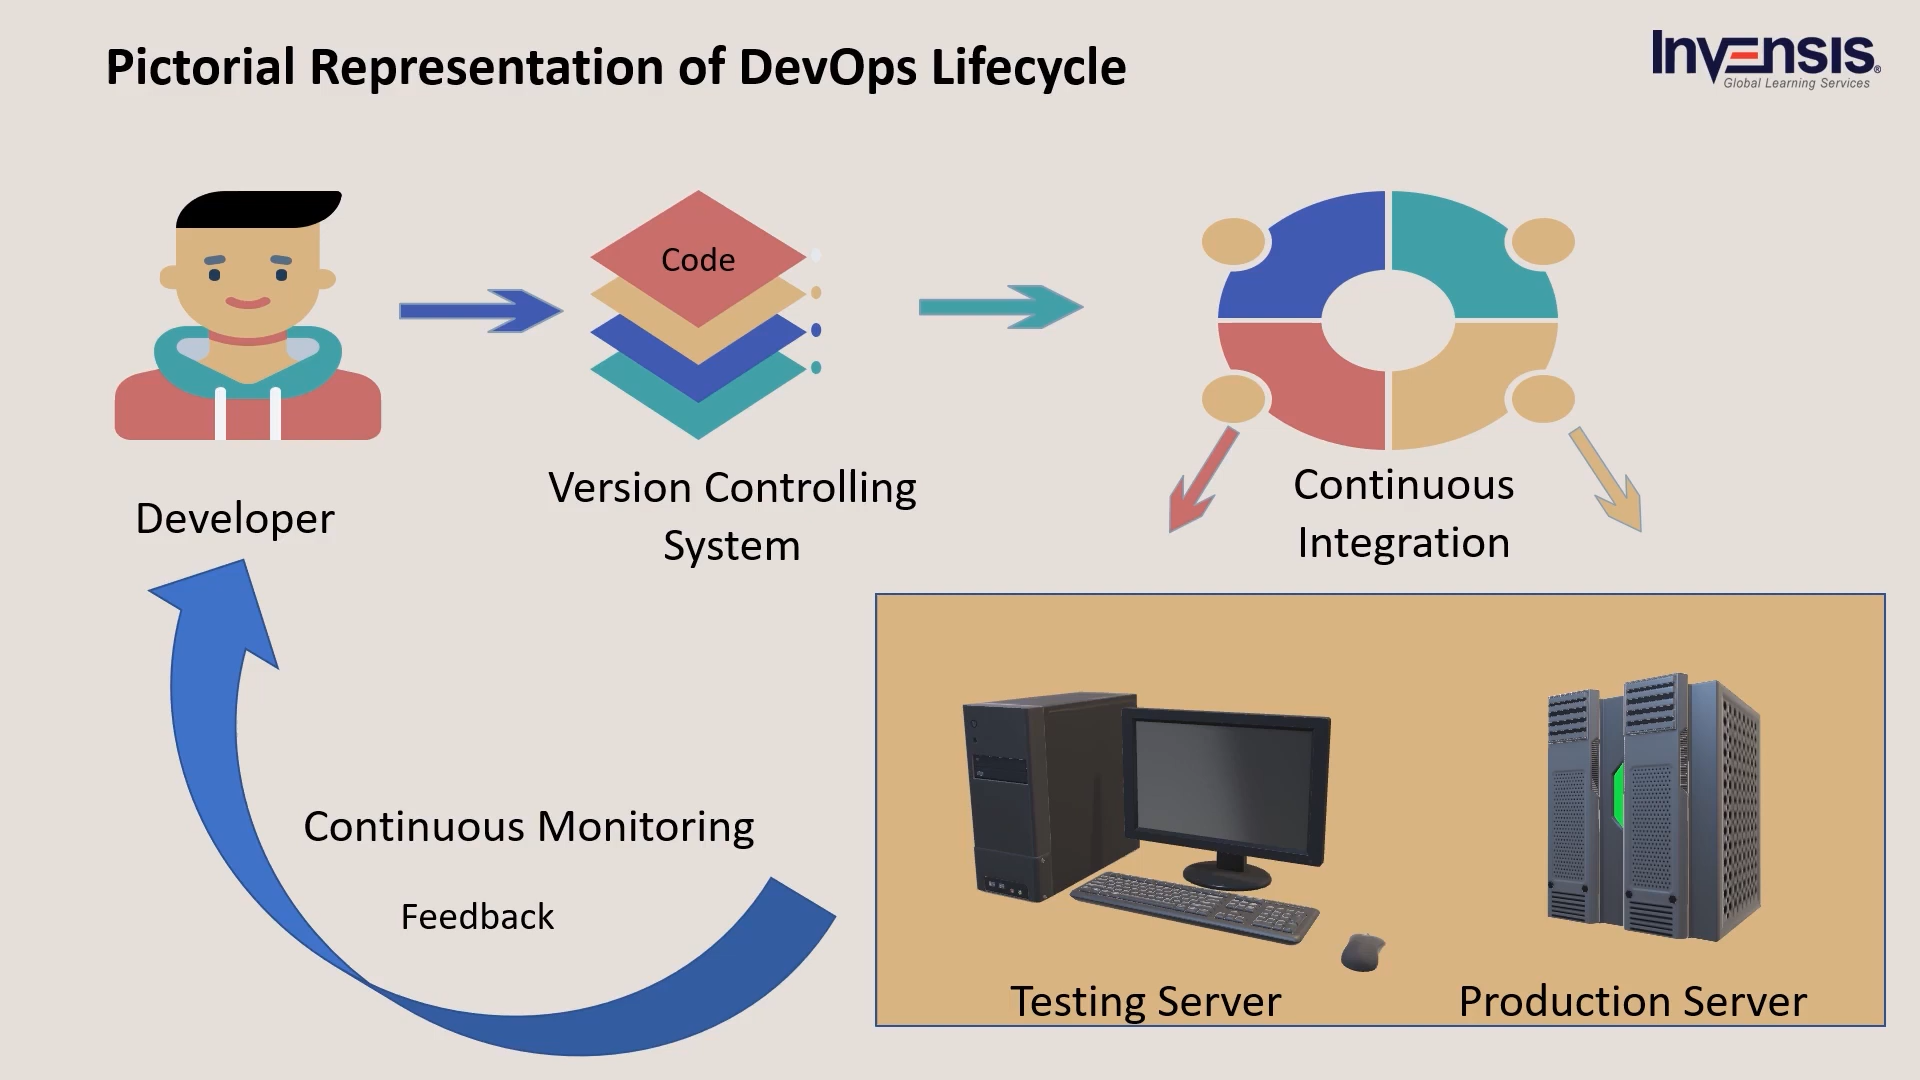 Pictorial Representation of DevOps Lifecycle
Invensis®
Global Learning Services
Code
Developer
Version Controlling
System
Continuous
Integration
Continuous Monitoring
Feedback
Testing Server
Production Server